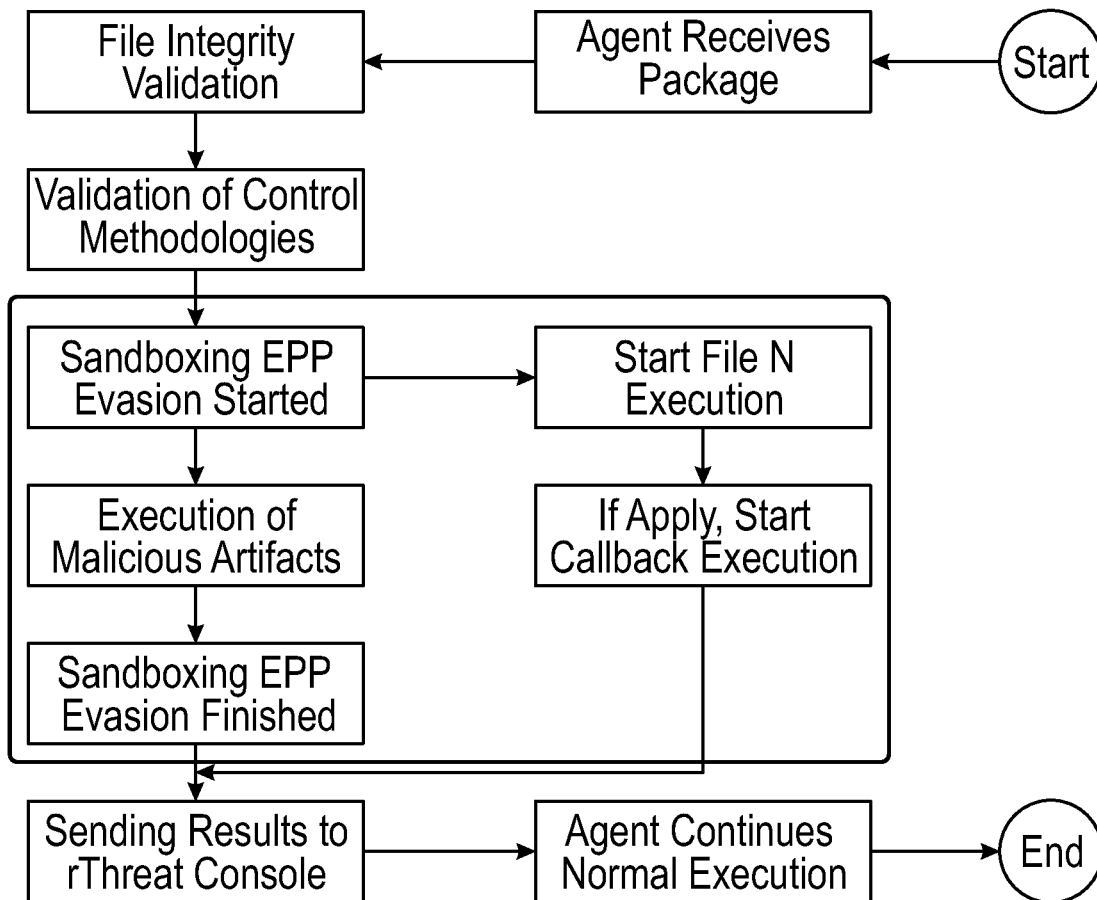 Start
Agent Receives
Package
File Integrity
Validation
Validation of Control
Methodologies
Sandboxing EPP
Evasion Started
Start File N
Execution
Execution of
Malicious Artifacts
If Apply, Start
Callback Execution
Sandboxing EPP
Evasion Finished
Sending Results to
rThreat Console
Agent Continues
Normal Execution
End